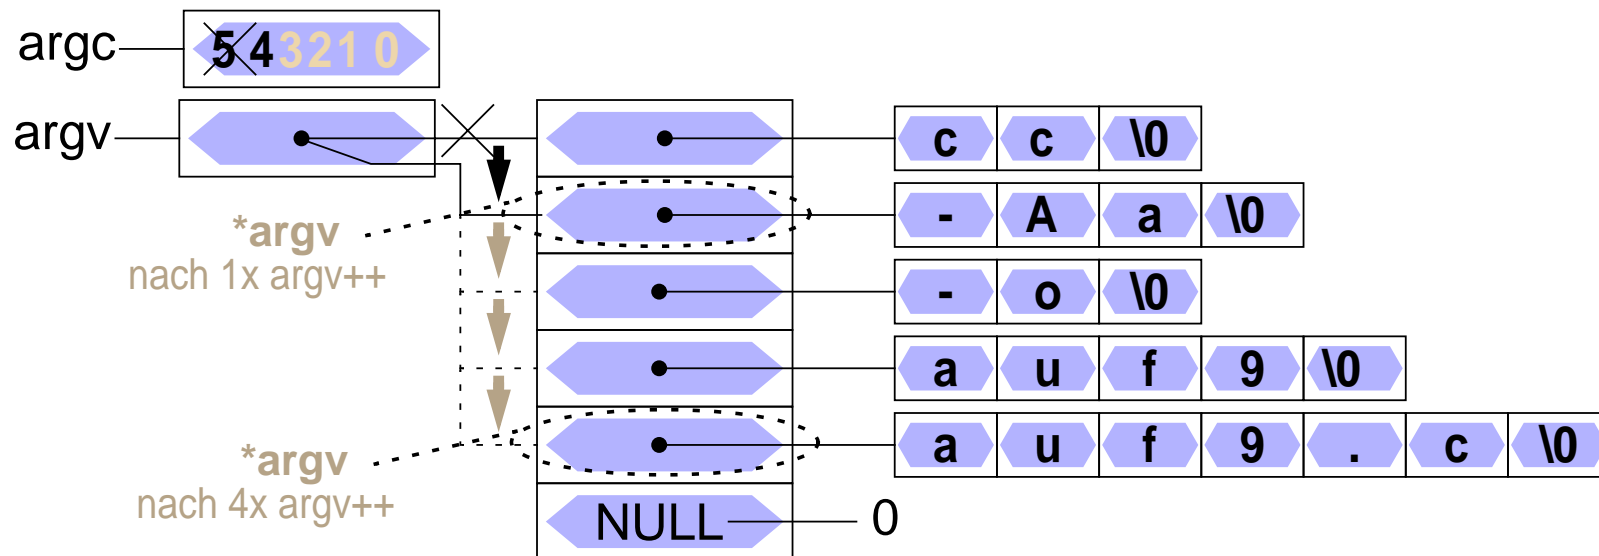 argc 5 4 3 2 1 0
argv c c \0
- A a \0
*argv
nach 1x argv++
- o \0
a u f 9 \0
a u f 9 . c \0
*argv
nach 4x argv++
NULL 0